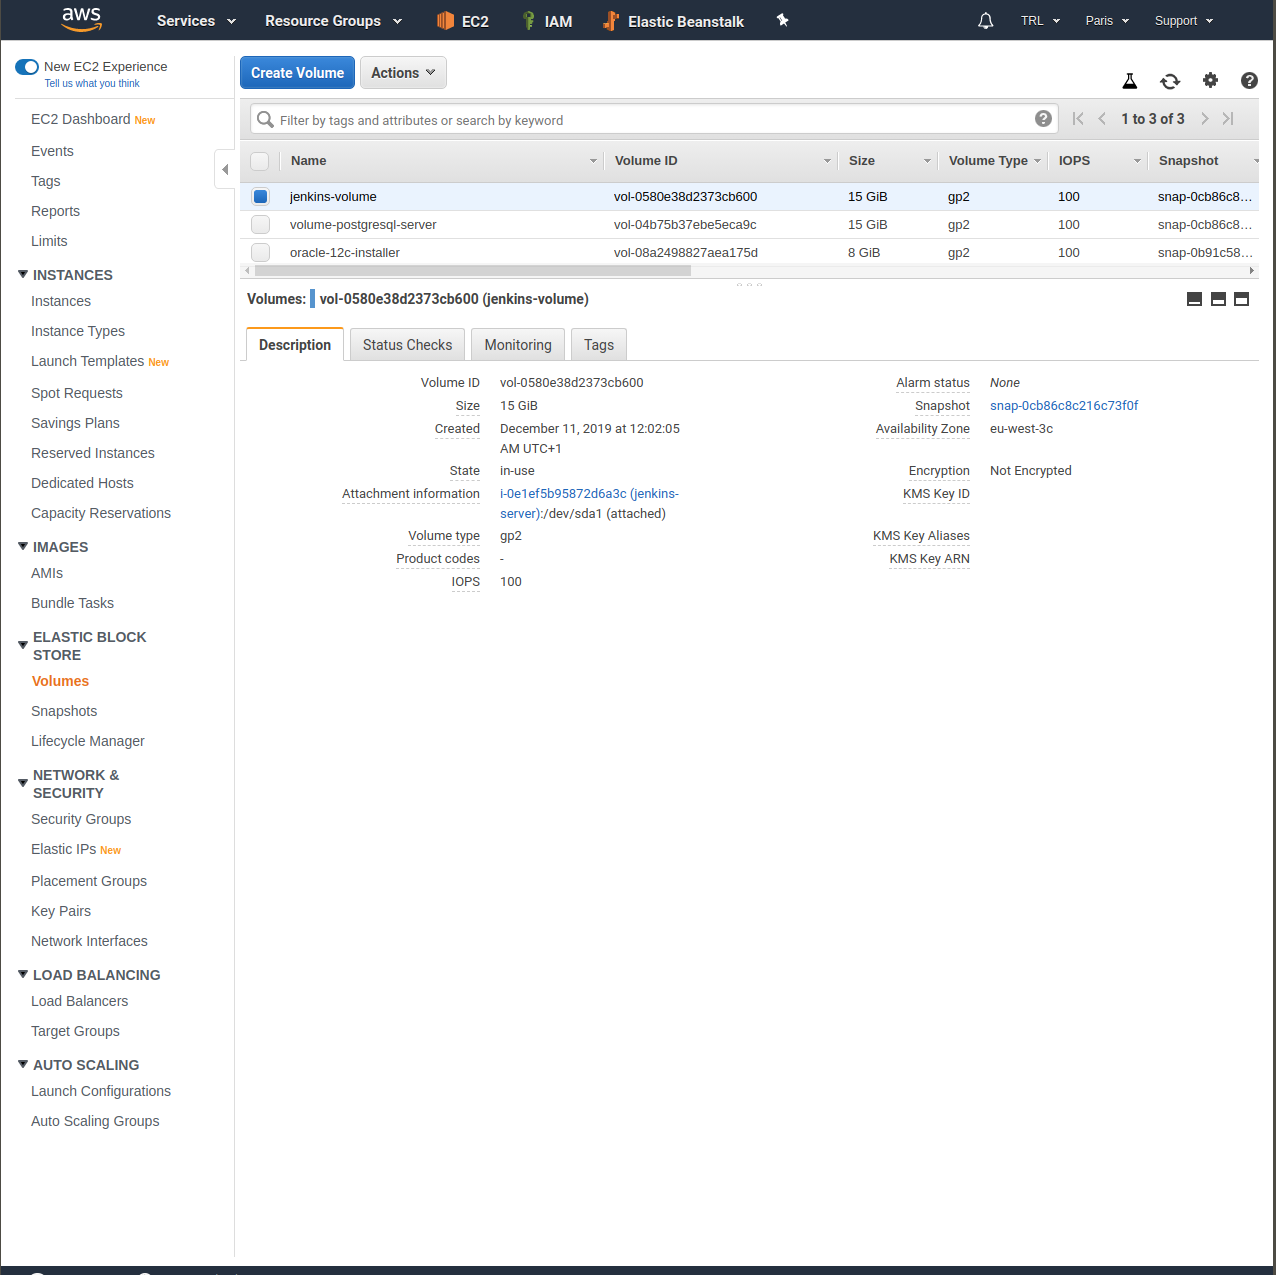 aws Services Resource Groups EC2 IAM Elastic Beanstalk TRL Paris Support
New EC2 Experience
Tell us what you think
EC2 Dashboard New
Events
Tags
Reports
Limits
INSTANCES
Instances
Instance Types
Launch Templates New
Spot Requests
Savings Plans
Reserved Instances
Dedicated Hosts
Capacity Reservations
IMAGES
AMIs
Bundle Tasks
ELASTIC BLOCK
STORE
Volumes
Snapshots
Lifecycle Manager
NETWORK &
SECURITY
Security Groups
Elastic IPs New
Placement Groups
Key Pairs
Network Interfaces
LOAD BALANCING
Load Balancers
Target Groups
AUTO SCALING
Launch Configurations
Auto Scaling Groups
Create Volume Actions
Filter by tags and attributes or search by keyword 1 to 3 of 3
Name Volume ID Size Volume Type IOPS Snapshot
jenkins-volume vol-0580e38d2373cb600 15 GiB gp2 100 snap-0cb86c8...
volume-postgresql-server vol-04b75b37ebe5eca9c 15 GiB gp2 100 snap-0cb86c8...
oracle-12c-installer vol-08a2498827aea175d 8 GiB gp2 100 snap-0b91c58...
Volumes: vol-0580e38d2373cb600 (jenkins-volume)
Description Status Checks Monitoring Tags
Volume ID vol-0580e38d2373cb600 Alarm status None
Size 15 GiB Snapshot snap-0cb86c8c216c73f0f
Created December 11, 2019 at 12:02:05 Availability Zone eu-west-3c
AM UTC+1
State in-use Encryption Not Encrypted
Attachment information i-0e1ef5b95872d6a3c (jenkins- KMS Key ID
server):/dev/sda1 (attached)
Volume type gp2 KMS Key Aliases
Product codes - KMS Key ARN
IOPS 100